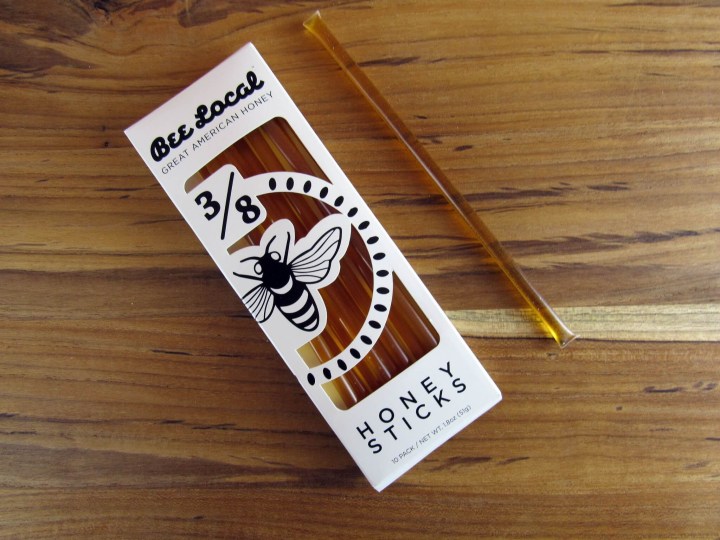 Bee Local
GREAT AMERICAN HONEY
3/8
HONEY
STICKS
10 PACK / NET WT. 1.8oz (51g)